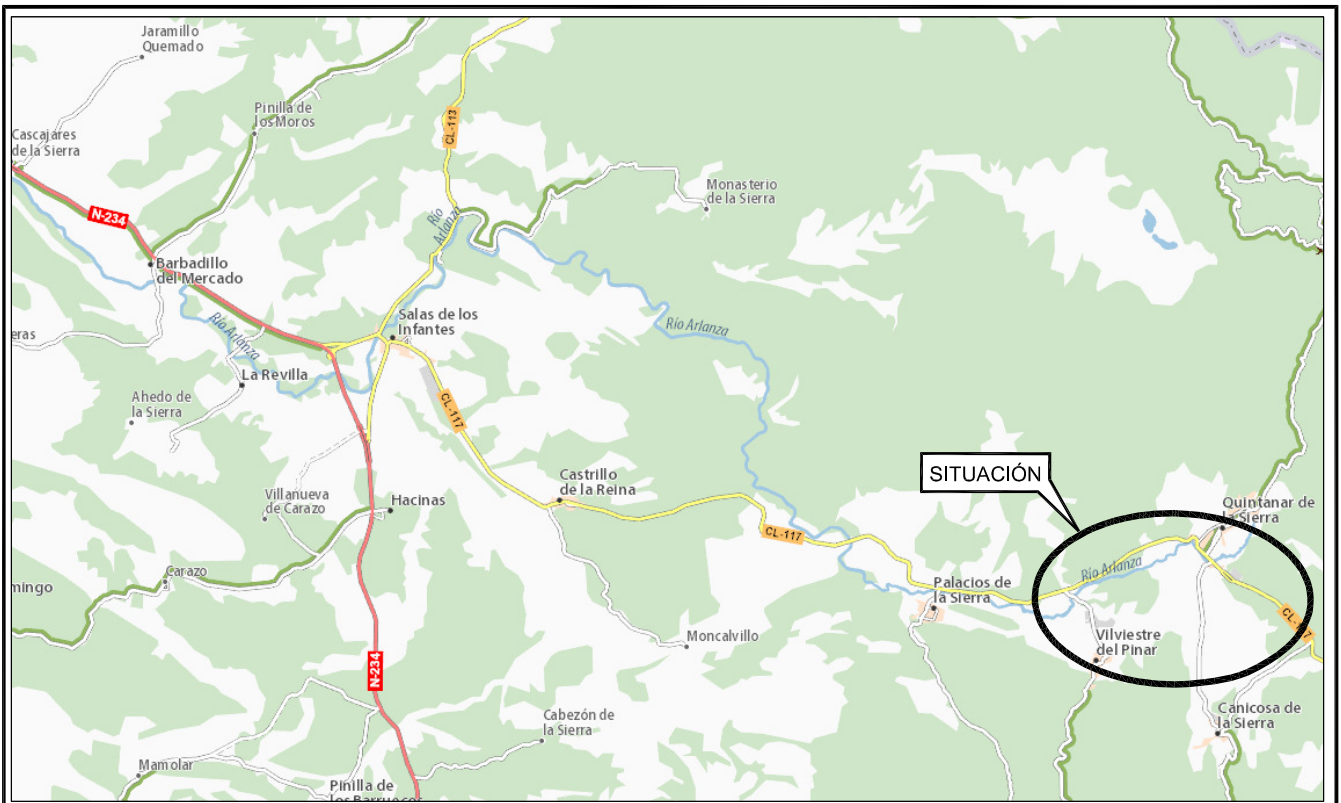 Jaramillo
Quemado
Pinilla de
los Moros
CL-113
Cascajares
de la Sierra
Monasterio
de la Sierra
N-234
Río
Arlanza
Barbadillo
del Mercado
Río Arlanza
Salas de los
Infantes
Río Arlanza
eras
La Revilla
Ahedo de
la Sierra
CL-117
Castrillo
de la Reina
SITUACIÓN
Villanueva
de Carazo
Hacinas
Quintanar de
la Sierra
CL-117
Carazo
Río Arlanza
mingo
Palacios de
la Sierra
CL-117
Moncalvillo
Vilviestre
del Pinar
N-234
Cabezón de
la Sierra
Canicosa de
la Sierra
Mamolar
Pinilla de
los Barruecos